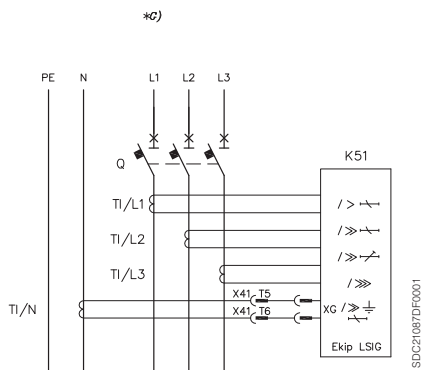 *G)
PE N L1 L2 L3
Q
K51
TI/L1
/>
TI/L2
/≫
/≫
TI/L3
/⋙
TI/N
X41 T5
XG /≫
X41 T6
Ekip LSIG
SDC21087DF0001